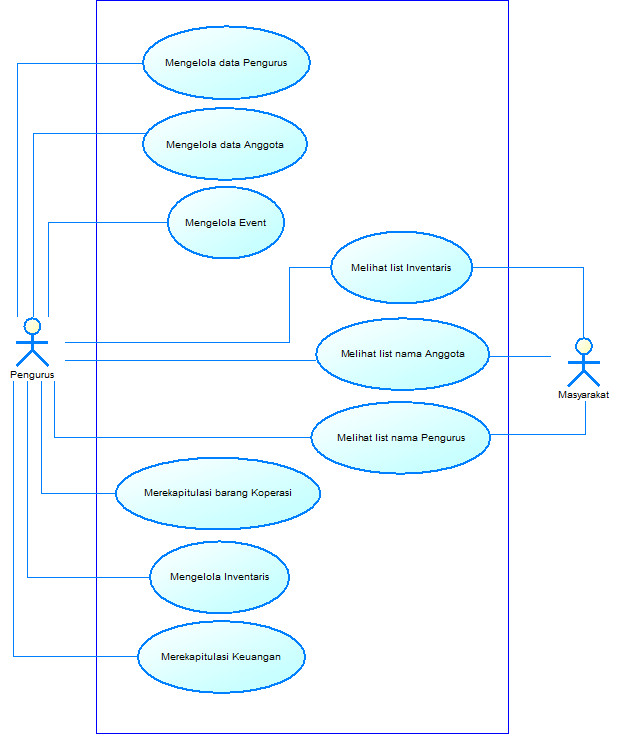 Mengelola data Pengurus
Mengelola data Anggota
Mengelola Event
Melihat list Inventaris
Melihat list nama Anggota
Pengurus
Masyarakat
Melihat list nama Pengurus
Merekapitulasi barang Koperasi
Mengelola Inventaris
Merekapitulasi Keuangan